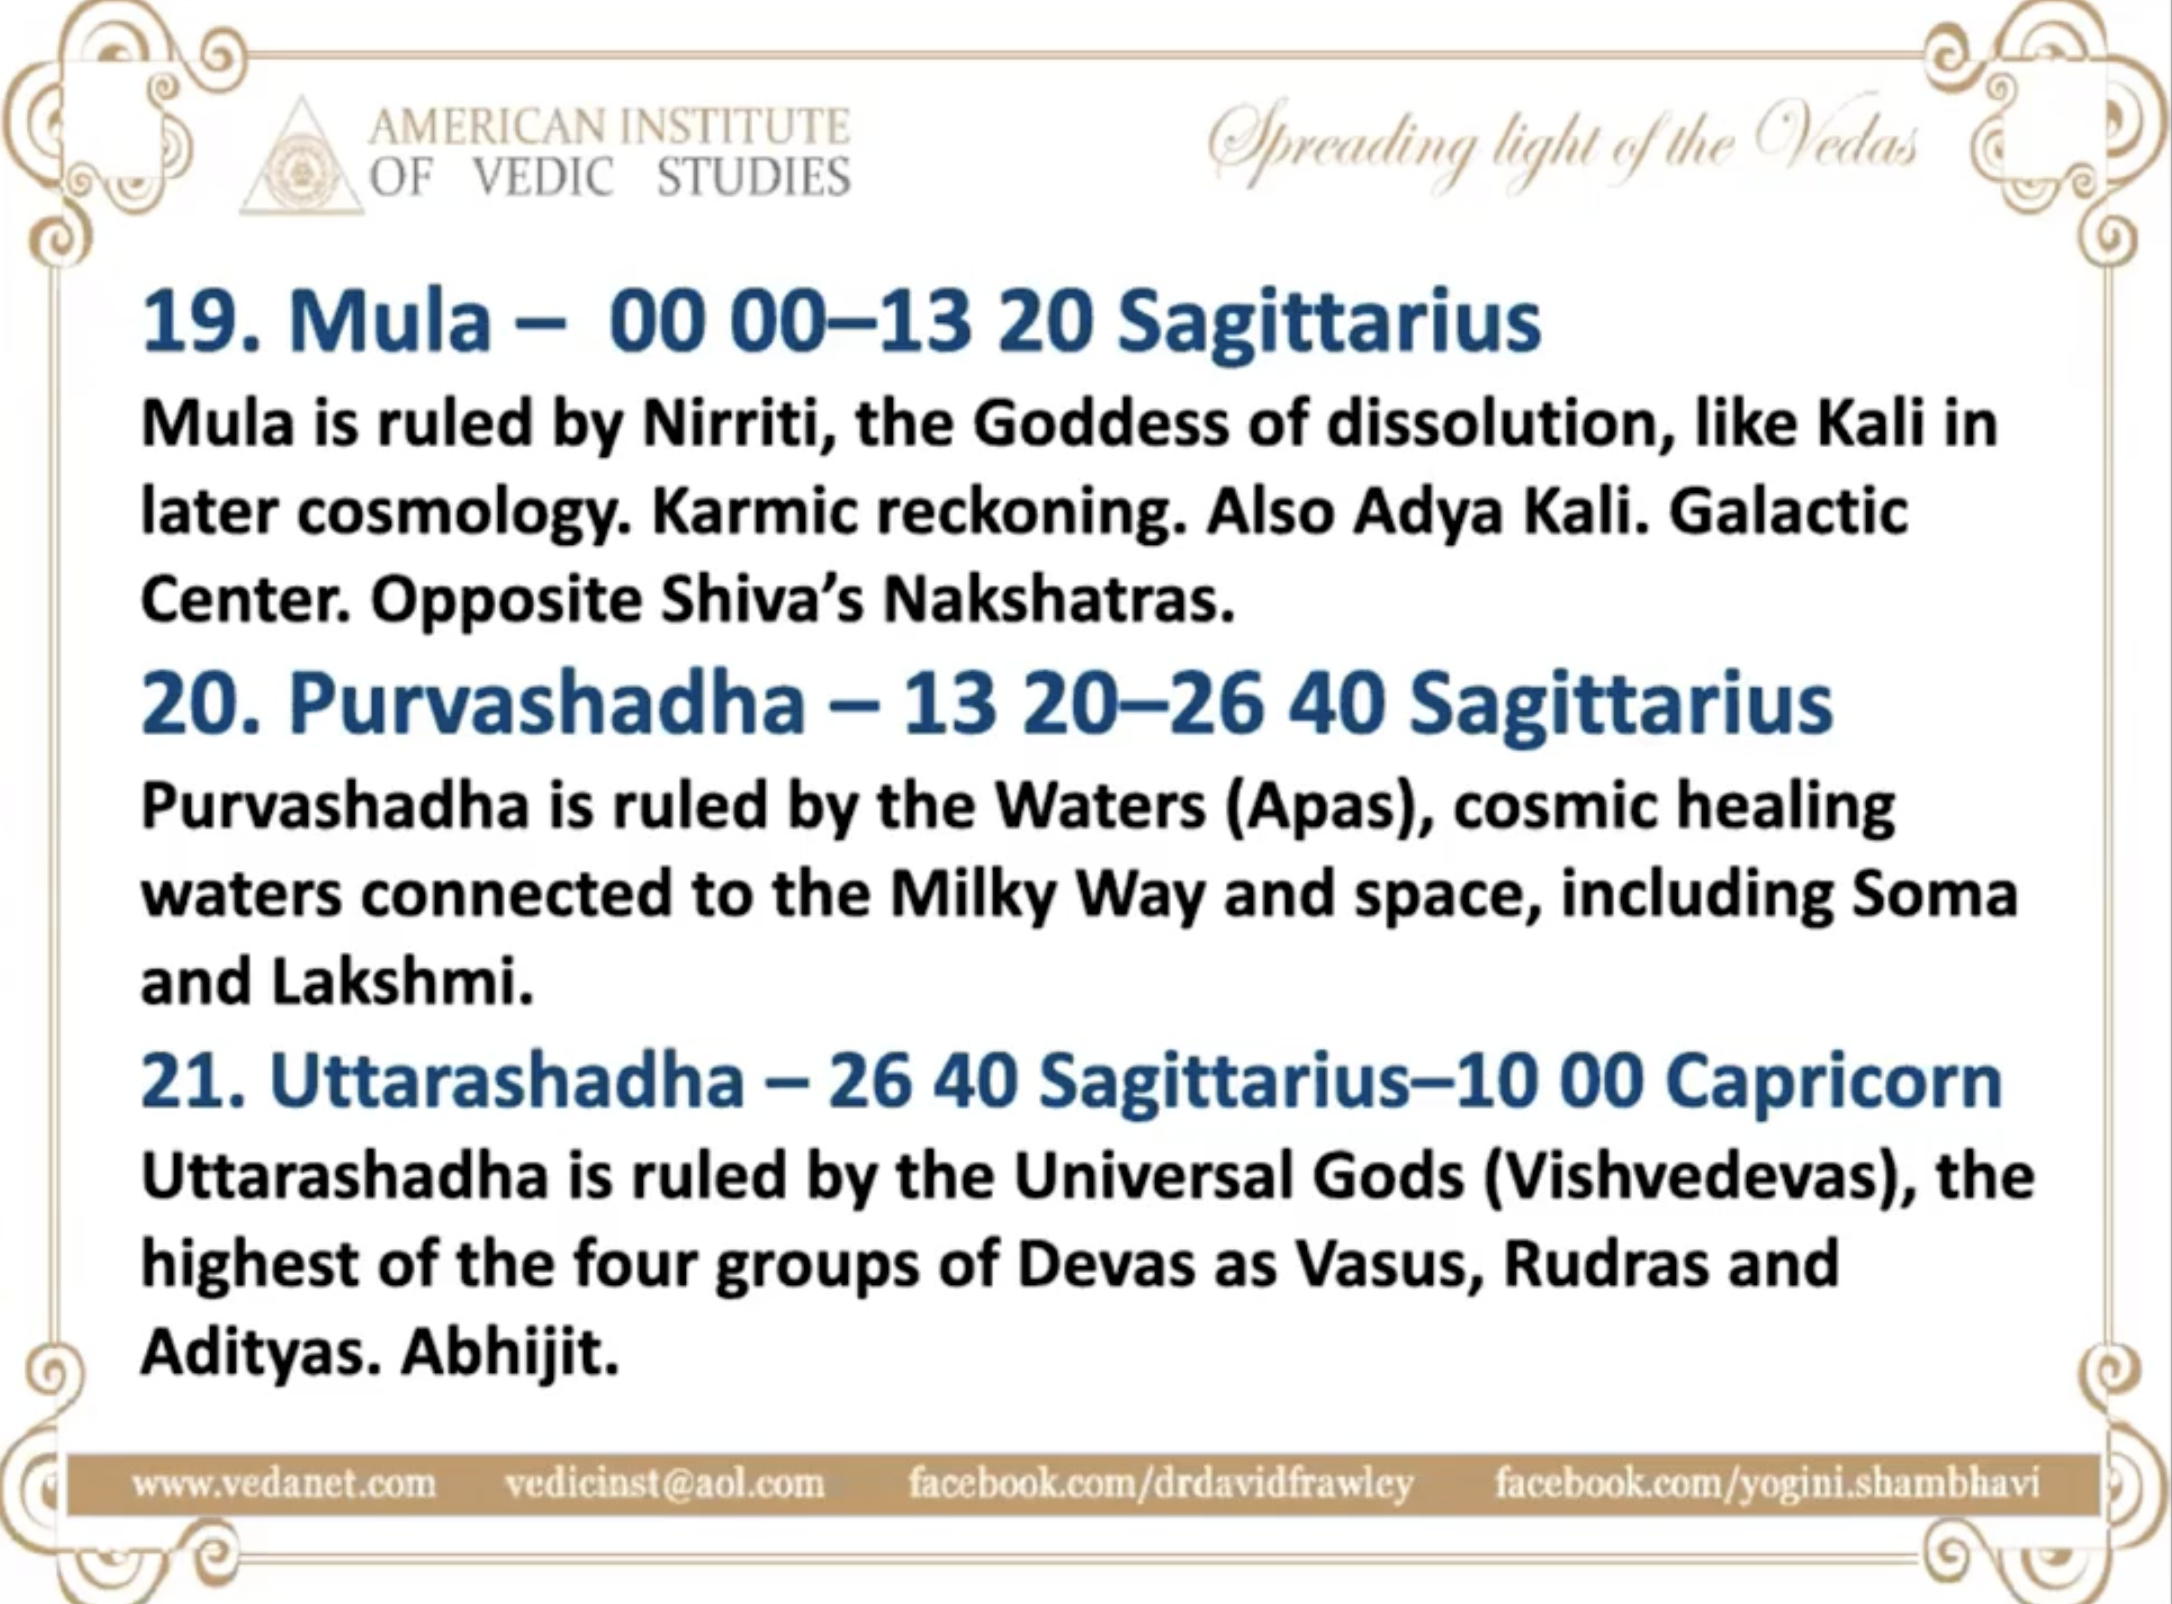 AMERICAN INSTITUTE
OF VEDIC STUDIES
Spreading light of the Vedas
19. Mula – 00 00–13 20 Sagittarius
Mula is ruled by Nirriti, the Goddess of dissolution, like Kali in
later cosmology. Karmic reckoning. Also Adya Kali. Galactic
Center. Opposite Shiva’s Nakshatras.
20. Purvashadha – 13 20–26 40 Sagittarius
Purvashadha is ruled by the Waters (Apas), cosmic healing
waters connected to the Milky Way and space, including Soma
and Lakshmi.
21. Uttarashadha – 26 40 Sagittarius–10 00 Capricorn
Uttarashadha is ruled by the Universal Gods (Vishvedevas), the
highest of the four groups of Devas as Vasus, Rudras and
Adityas. Abhijit.
www.vedanet.com vedicinst@aol.com facebook.com/drdavidfrawley facebook.com/yogini.shambhavi